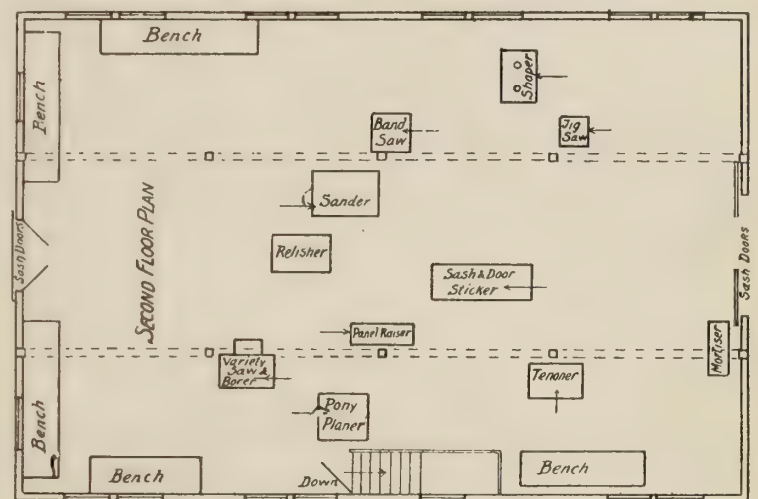 Bench
Bench
Shaper
Band
Saw
Jig
Saw
SECOND FLOOR PLAN
Sander
Sash Doors
Relisher
Sash & Door
Sticker
Sash Doors
Panel Raiser
Mortiser
Variety
Saw &
Borer
Tenoner
Pony
Planer
Bench
Bench
Down
Bench